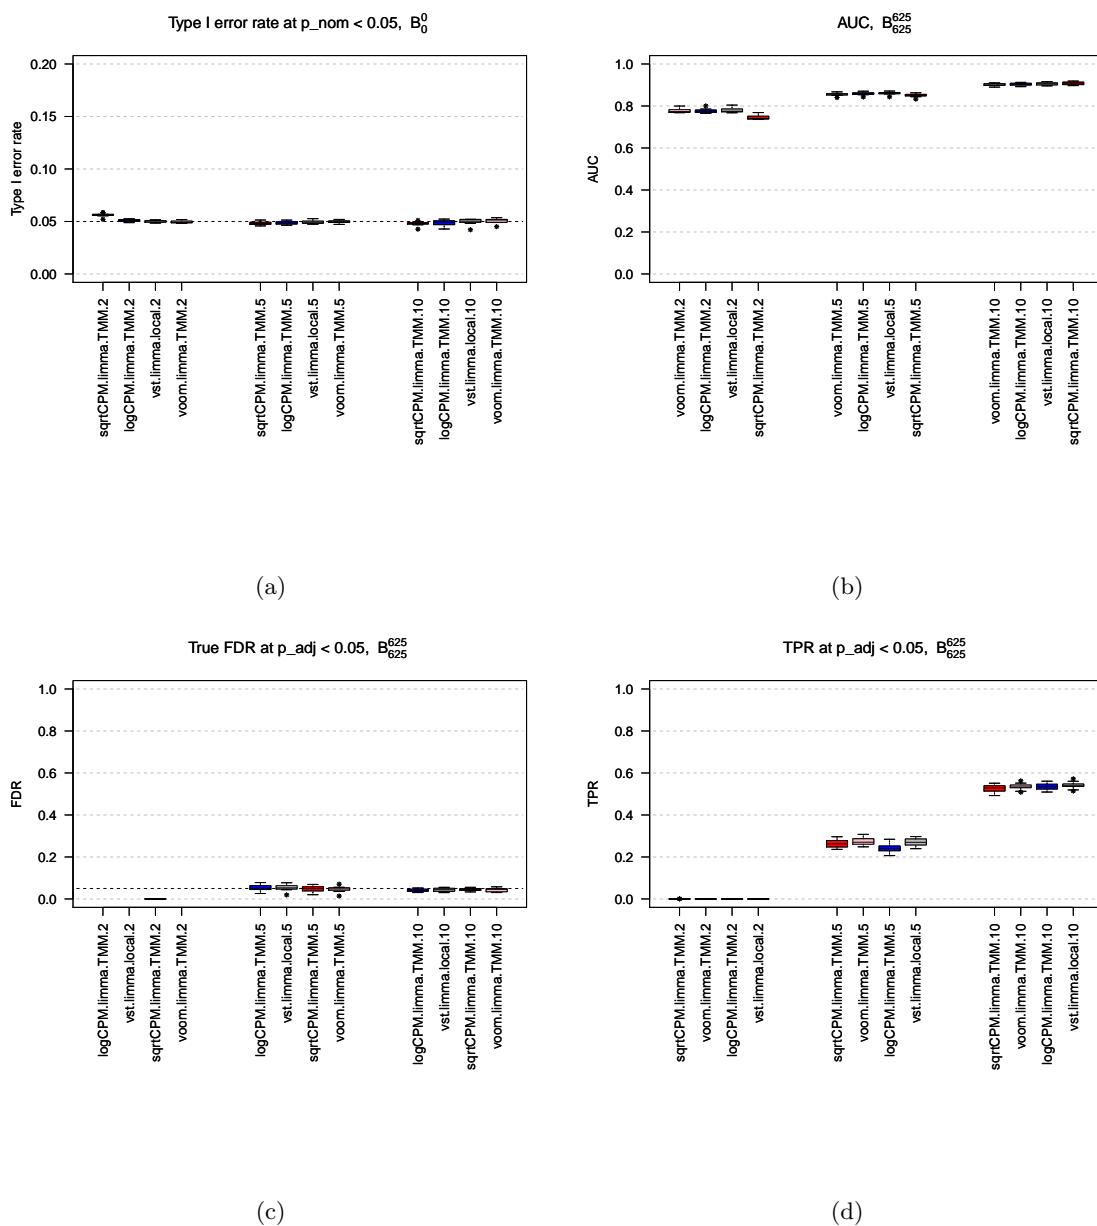 Type I error rate at p_nom < 0.05, B_0^0
Type I error rate
0.20
0.15
0.10
0.05
0.00
sqrtCPM.limma.TMM.2
logCPM.limma.TMM.2
vst.limma.local.2
voom.limma.TMM.2
sqrtCPM.limma.TMM.5
logCPM.limma.TMM.5
vst.limma.local.5
voom.limma.TMM.5
sqrtCPM.limma.TMM.10
logCPM.limma.TMM.10
vst.limma.local.10
voom.limma.TMM.10
(a)
AUC, B_625^625
AUC
1.0
0.8
0.6
0.4
0.2
0.0
voom.limma.TMM.2
logCPM.limma.TMM.2
vst.limma.local.2
sqrtCPM.limma.TMM.2
voom.limma.TMM.5
logCPM.limma.TMM.5
vst.limma.local.5
sqrtCPM.limma.TMM.5
voom.limma.TMM.10
logCPM.limma.TMM.10
vst.limma.local.10
sqrtCPM.limma.TMM.10
(b)
True FDR at p_adj < 0.05, B_625^625
FDR
1.0
0.8
0.6
0.4
0.2
0.0
logCPM.limma.TMM.2
vst.limma.local.2
sqrtCPM.limma.TMM.2
voom.limma.TMM.2
logCPM.limma.TMM.5
vst.limma.local.5
sqrtCPM.limma.TMM.5
voom.limma.TMM.5
logCPM.limma.TMM.10
vst.limma.local.10
sqrtCPM.limma.TMM.10
voom.limma.TMM.10
(c)
TPR at p_adj < 0.05, B_625^625
TPR
1.0
0.8
0.6
0.4
0.2
0.0
sqrtCPM.limma.TMM.2
voom.limma.TMM.2
logCPM.limma.TMM.2
vst.limma.local.2
sqrtCPM.limma.TMM.5
voom.limma.TMM.5
logCPM.limma.TMM.5
vst.limma.local.5
sqrtCPM.limma.TMM.10
voom.limma.TMM.10
logCPM.limma.TMM.10
vst.limma.local.10
(d)